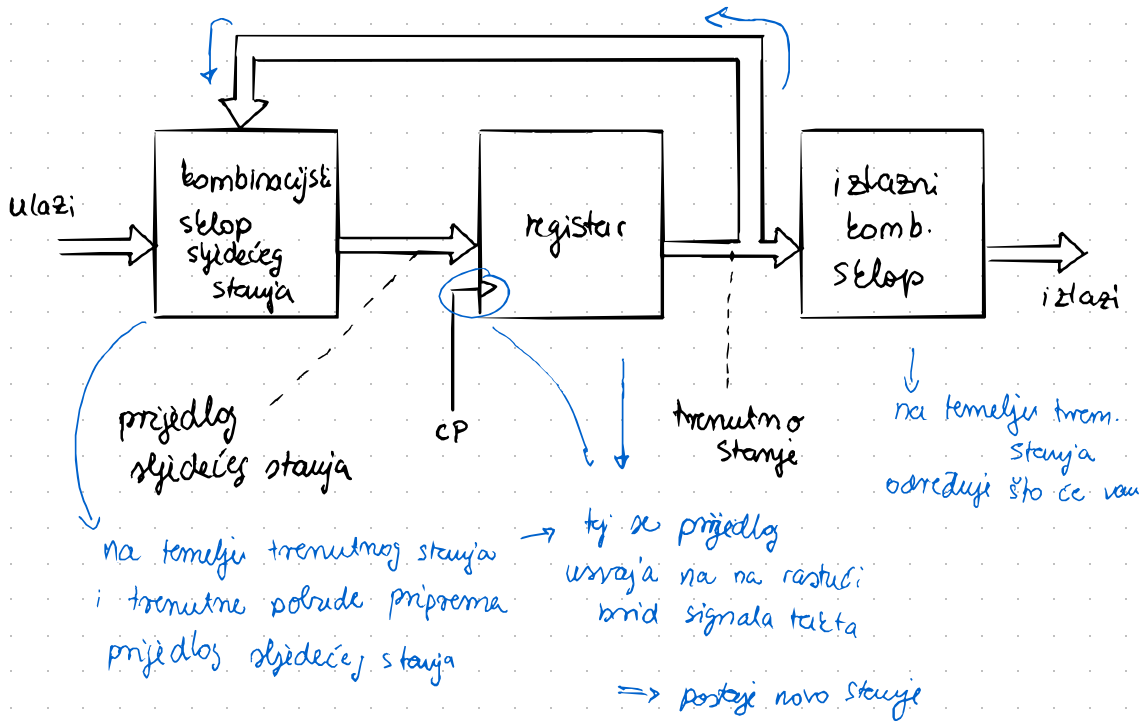 ulazi
kombinacijski
sklop
sljedećeg
stanja
registar
izlazni
komb.
sklop
izlazi
prijedlog
sljedećeg stanja
CP
trenutno
stanje
na temelju tren.
stanja
određuje što će van
na temelju trenutnog stanja
i trenutne pobude priprema
prijedlog sljedećeg stanja
taj se prijedlog
usvaja na na rastući
brid signala takta
=> postaje novo stanje